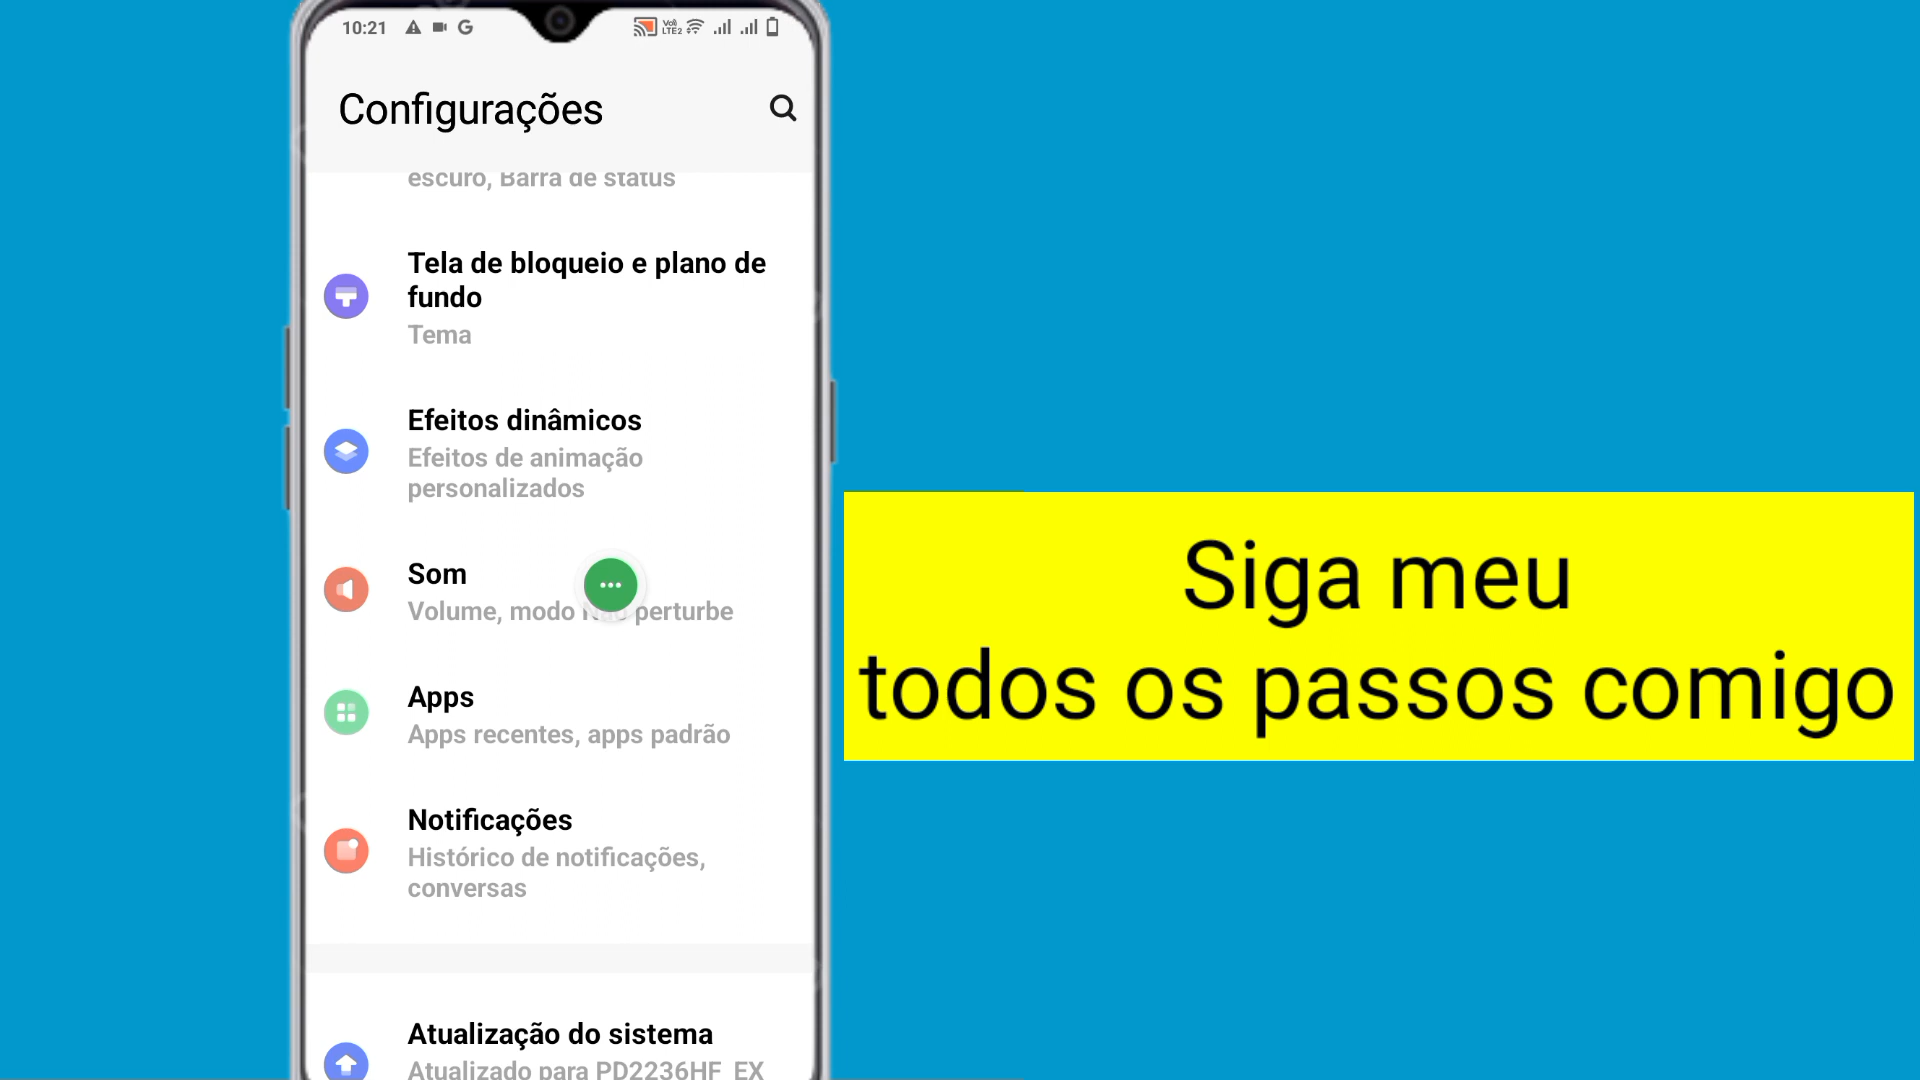 10:21
Vo
LTE2
Configurações
escuro, Barra de status
Tela de bloqueio e plano de
fundo
Tema
Efeitos dinâmicos
Efeitos de animação
personalizados
Som
Volume, modo perturbe
Apps
Apps recentes, apps padrão
Notificações
Histórico de notificações,
conversas
Atualização do sistema
Atualizado para PD2236HF_EX
Siga meu
todos os passos comigo